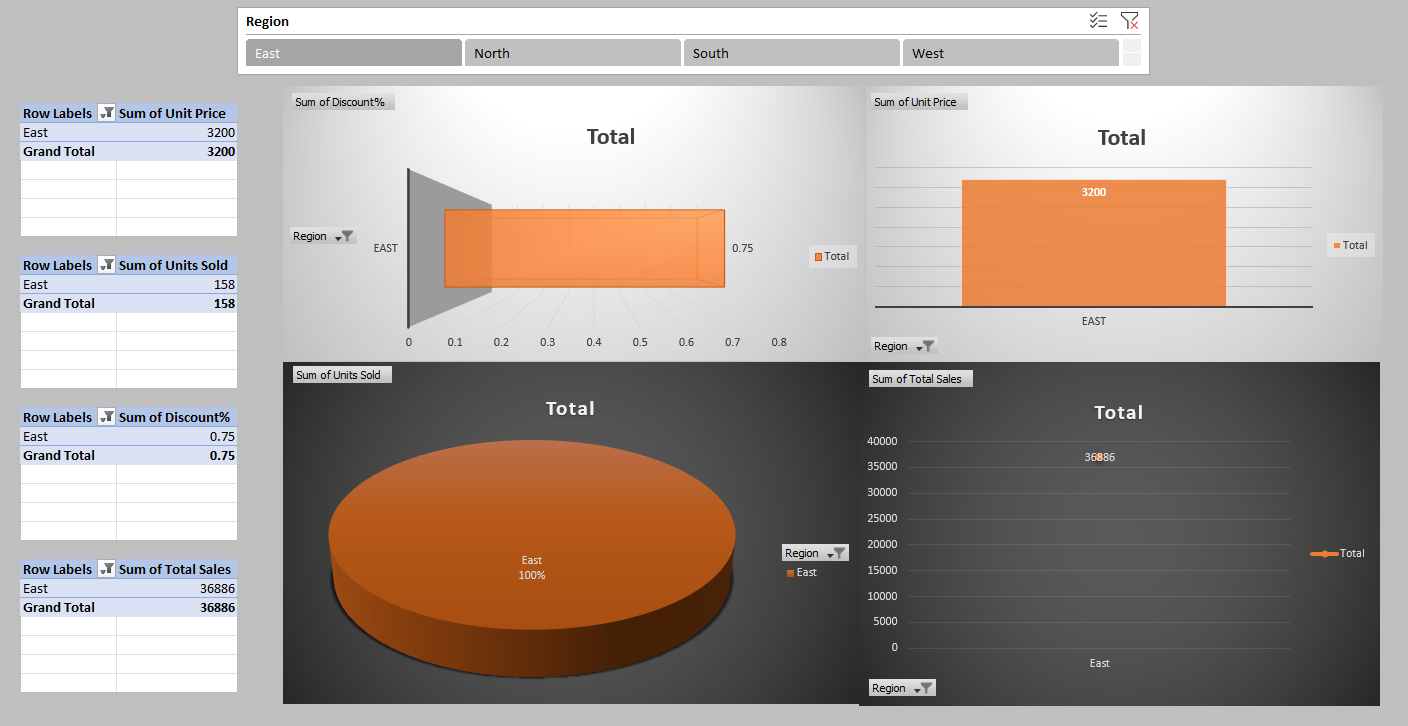 Region
East
North
South
West
Row Labels Sum of Unit Price
East 3200
Grand Total 3200
Row Labels Sum of Units Sold
East 158
Grand Total 158
Row Labels Sum of Discount%
East 0.75
Grand Total 0.75
Row Labels Sum of Total Sales
East 36886
Grand Total 36886
Sum of Discount%
Total
Region
EAST
0.75
Total
0 0.1 0.2 0.3 0.4 0.5 0.6 0.7 0.8
Sum of Unit Price
Total
3200
Total
EAST
Region
Sum of Units Sold
Total
East
100%
Region
East
Sum of Total Sales
Total
40000
36886
35000
30000
25000
20000
15000
10000
5000
0
Total
East
Region